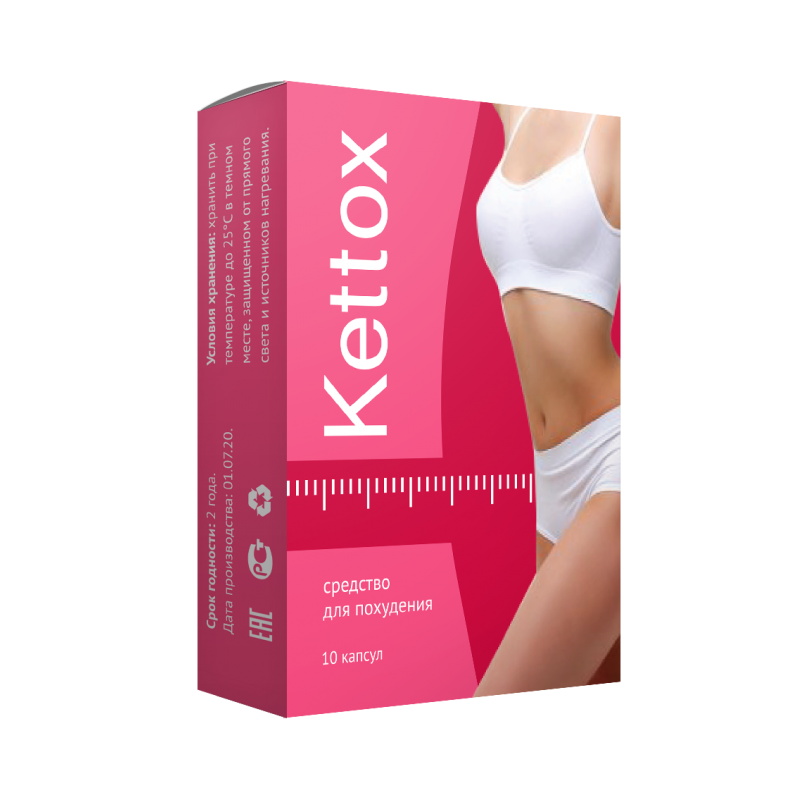 Kettox
средство
для похудения
10 капсул
Условия хранения: хранить при
температуре до 25°С в темном
месте, защищенном от прямого
света и источников нагревания.
Срок годности: 2 года.
Дата производства: 01.07.20.
РСТ
ЕАС